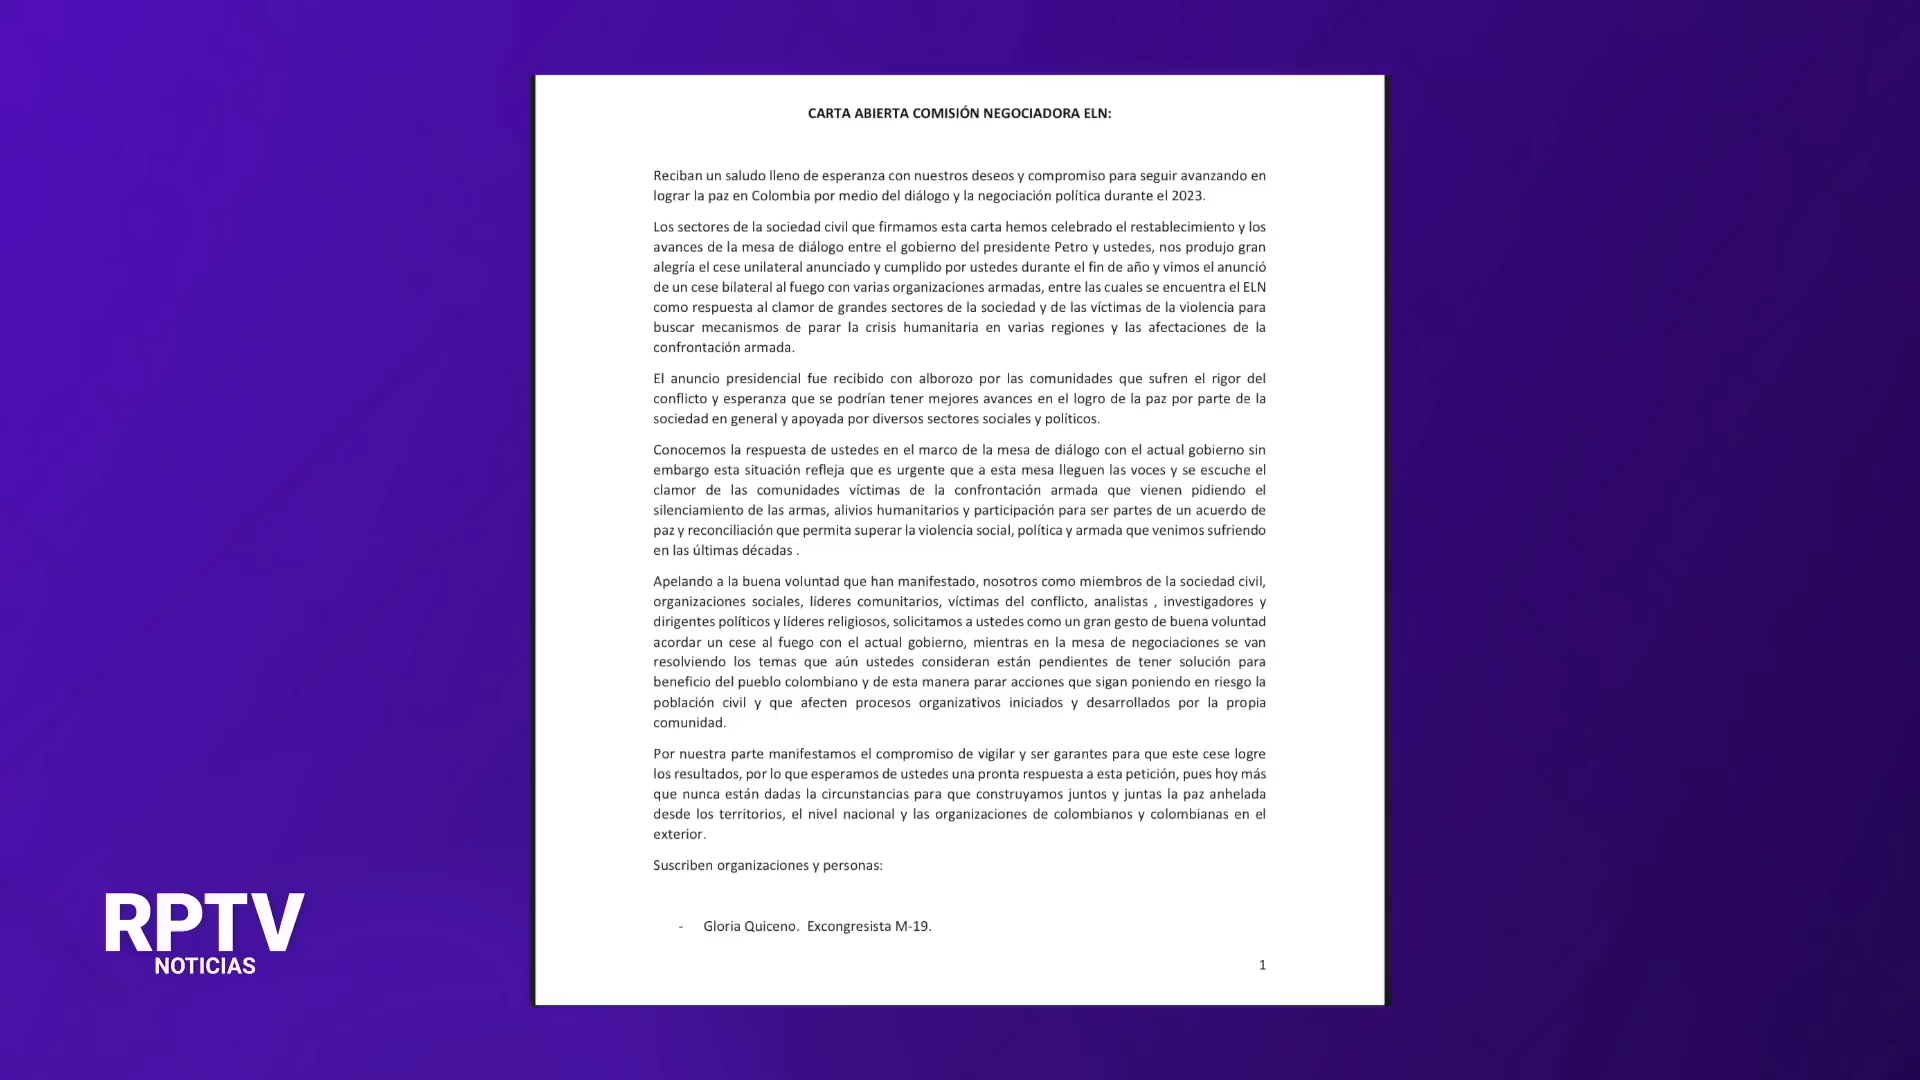 CARTA ABIERTA COMISIÓN NEGOCIADORA ELN:
Reciban un saludo lleno de esperanza con nuestros deseos y compromiso para seguir avanzando en
lograr la paz en Colombia por medio del diálogo y la negociación política durante el 2023.
Los sectores de la sociedad civil que firmamos esta carta hemos celebrado el restablecimiento y los
avances de la mesa de diálogo entre el gobierno del presidente Petro y ustedes, nos produjo gran
alegría el cese unilateral anunciado y cumplido por ustedes durante el fin de año y vimos el anunció
de un cese bilateral al fuego con varias organizaciones armadas, entre las cuales se encuentra el ELN
como respuesta al clamor de grandes sectores de la sociedad y de las víctimas de la violencia para
buscar mecanismos de parar la crisis humanitaria en varias regiones y las afectaciones de la
confrontación armada.
El anuncio presidencial fue recibido con alborozo por las comunidades que sufren el rigor del
conflicto y esperanza que se podrían tener mejores avances en el logro de la paz por parte de la
sociedad en general y apoyada por diversos sectores sociales y políticos.
Conocemos la respuesta de ustedes en el marco de la mesa de diálogo con el actual gobierno sin
embargo esta situación refleja que es urgente que a esta mesa lleguen las voces y se escuche el
clamor de las comunidades víctimas de la confrontación armada que vienen pidiendo el
silenciamiento de las armas, alivios humanitarios y participación para ser partes de un acuerdo de
paz y reconciliación que permita superar la violencia social, política y armada que venimos sufriendo
en las últimas décadas .
Apelando a la buena voluntad que han manifestado, nosotros como miembros de la sociedad civil,
organizaciones sociales, líderes comunitarios, víctimas del conflicto, analistas , investigadores y
dirigentes políticos y líderes religiosos, solicitamos a ustedes como un gran gesto de buena voluntad
acordar un cese al fuego con el actual gobierno, mientras en la mesa de negociaciones se van
resolviendo los temas que aún ustedes consideran están pendientes de tener solución para
beneficio del pueblo colombiano y de esta manera parar acciones que sigan poniendo en riesgo la
población civil y que afecten procesos organizativos iniciados y desarrollados por la propia
comunidad.
Por nuestra parte manifestamos el compromiso de vigilar y ser garantes para que este cese logre
los resultados, por lo que esperamos de ustedes una pronta respuesta a esta petición, pues hoy más
que nunca están dadas la circunstancias para que construyamos juntos y juntas la paz anhelada
desde los territorios, el nivel nacional y las organizaciones de colombianos y colombianas en el
exterior.
Suscriben organizaciones y personas:
- Gloria Quiceno. Excongresista M-19.
1
RPTV
NOTICIAS